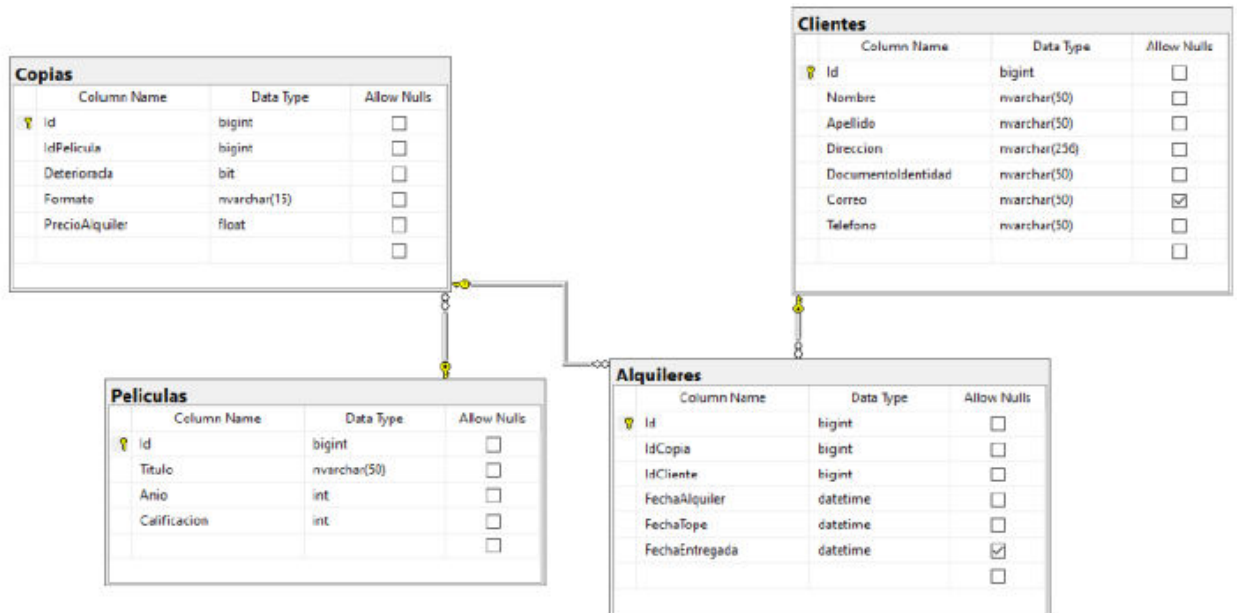 Copias
Column Name Data Type Allow Nulls
Id bigint
IdPelicula bigint
Deteriorada bit
Formato nvarchar(15)
PrecioAlquiler float
Clientes
Column Name Data Type Allow Nulls
Id bigint
Nombre nvarchar(50)
Apellido nvarchar(50)
Direccion nvarchar(256)
DocumentoIdentidad nvarchar(50)
Correo nvarchar(50)
Telefono nvarchar(50)
Peliculas
Column Name Data Type Allow Nulls
Id bigint
Titulo nvarchar(50)
Anio int
Calificacion int
Alquileres
Column Name Data Type Allow Nulls
Id bigint
IdCopia bigint
IdCliente bigint
FechaAlquiler datetime
FechaTope datetime
FechaEntregada datetime